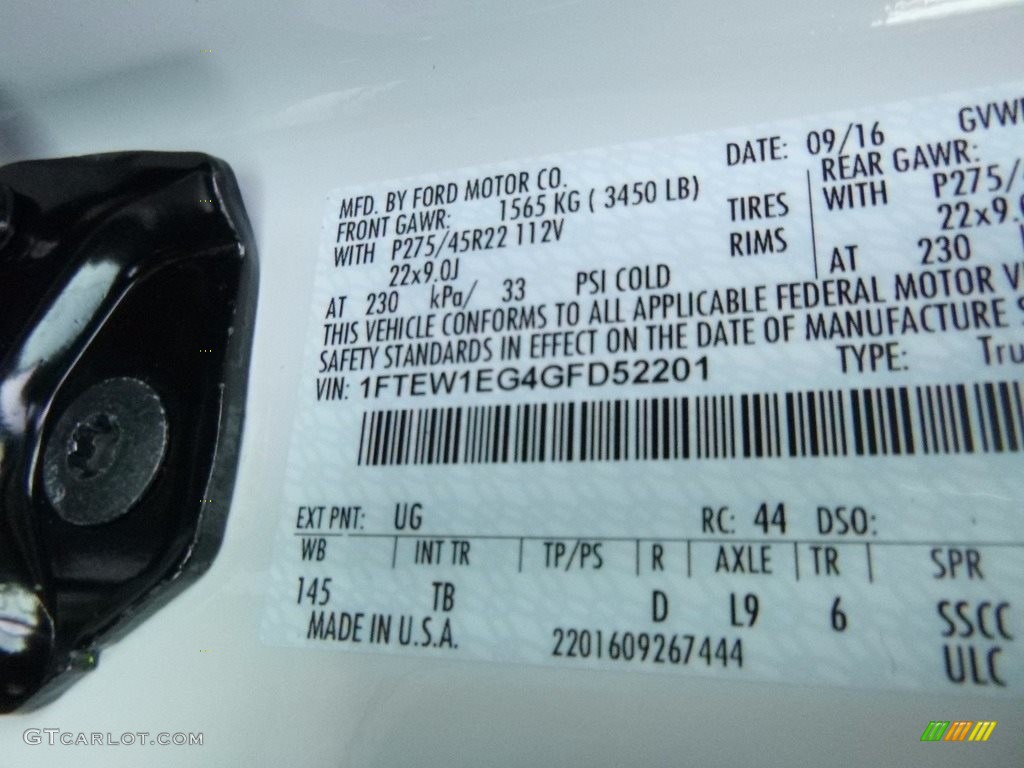 MFD. BY FORD MOTOR CO.
DATE: 09/16
GVW
FRONT GAWR: 1565 KG ( 3450 LB)
REAR GAWR:
WITH P275/45R22 112V
TIRES
WITH P275/
22x9.0J
RIMS
22x9.
AT 230 kPa/ 33 PSI COLD
AT 230
THIS VEHICLE CONFORMS TO ALL APPLICABLE FEDERAL MOTOR V
SAFETY STANDARDS IN EFFECT ON THE DATE OF MANUFACTURE S
VIN: 1FTEW1EG4GFD52201
TYPE: Tru
EXT PNT: UG
RC: 44 DSO:
WB INT TR TP/PS R AXLE TR SPR
145 TB D L9 6 SSCC
MADE IN U.S.A. 2201609267444 ULC
GTCARLOT.COM